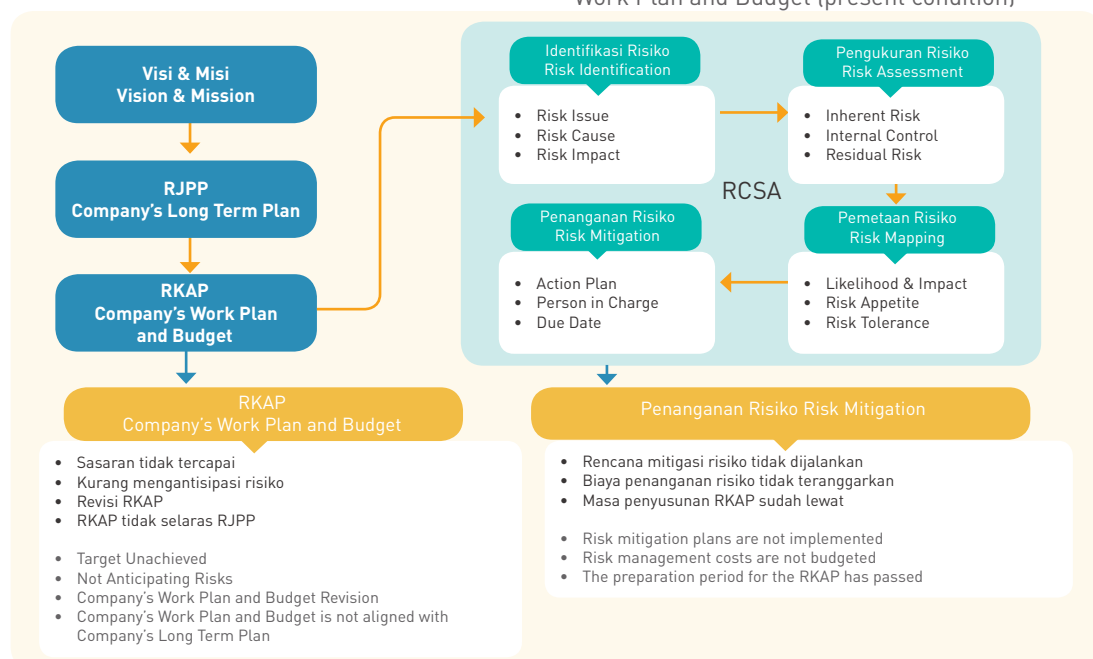 Work Plan and Budget (present condition)
Visi & Misi
Vision & Mission
RJPP
Company's Long Term Plan
RKAP
Company's Work Plan
and Budget
Identifikasi Risiko
Risk Identification
• Risk Issue
• Risk Cause
• Risk Impact
Pengukuran Risiko
Risk Assessment
• Inherent Risk
• Internal Control
• Residual Risk
RCSA
Penanganan Risiko
Risk Mitigation
• Action Plan
• Person in Charge
• Due Date
Pemetaan Risiko
Risk Mapping
• Likelihood & Impact
• Risk Appetite
• Risk Tolerance
RKAP
Company's Work Plan and Budget
• Sasaran tidak tercapai
• Kurang mengantisipasi risiko
• Revisi RKAP
• RKAP tidak selaras RJPP
• Target Unachieved
• Not Anticipating Risks
• Company's Work Plan and Budget Revision
• Company's Work Plan and Budget is not aligned with
Company's Long Term Plan
Penanganan Risiko Risk Mitigation
• Rencana mitigasi risiko tidak dijalankan
• Biaya penanganan risiko tidak teranggarkan
• Masa penyusunan RKAP sudah lewat
• Risk mitigation plans are not implemented
• Risk management costs are not budgeted
• The preparation period for the RKAP has passed